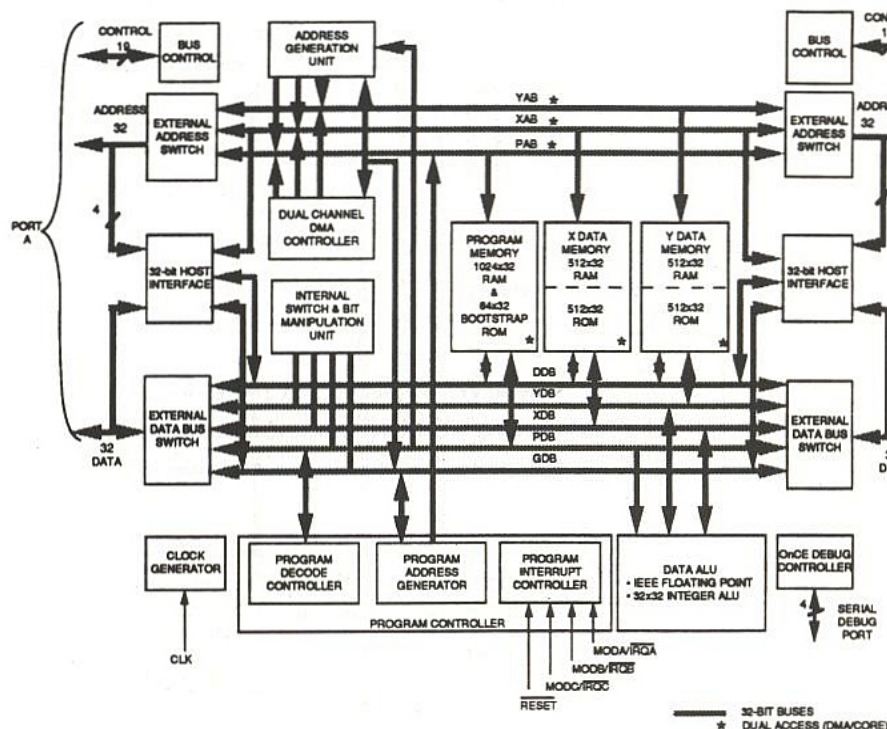 CONTROL
19
BUS
CONTROL
ADDRESS
GENERATION
UNIT
BUS
CONTROL
ADDRESS
32
EXTERNAL
ADDRESS
SWITCH
YAB *
XAB *
PAB *
EXTERNAL
ADDRESS
SWITCH
32
PORT
A
4
DUAL CHANNEL
DMA
CONTROLLER
PROGRAM
MEMORY
1024x32
RAM
&
64x32
BOOTSTRAP
ROM
*
X DATA
MEMORY
512x32
RAM
512x32
ROM
*
Y DATA
MEMORY
512x32
RAM
512x32
ROM
*
32-bit HOST
INTERFACE
INTERNAL
SWITCH & BIT
MANIPULATION
UNIT
32-bit HOST
INTERFACE
DDB
YDB
XDB
PDB
GDB
EXTERNAL
DATA BUS
SWITCH
32
DATA
EXTERNAL
DATA BUS
SWITCH
CLOCK
GENERATOR
PROGRAM
DECODE
CONTROLLER
PROGRAM
ADDRESS
GENERATOR
PROGRAM
INTERRUPT
CONTROLLER
PROGRAM CONTROLLER
DATA ALU
• IEEE FLOATING POINT
• 32x32 INTEGER ALU
OnCE DEBUG
CONTROLLER
4
SERIAL
DEBUG
PORT
CLK
MODA/IRQA
MODB/IRQB
MODC/IRQC
RESET
32-BIT BUSES
* DUAL ACCESS (DMA/CORE)